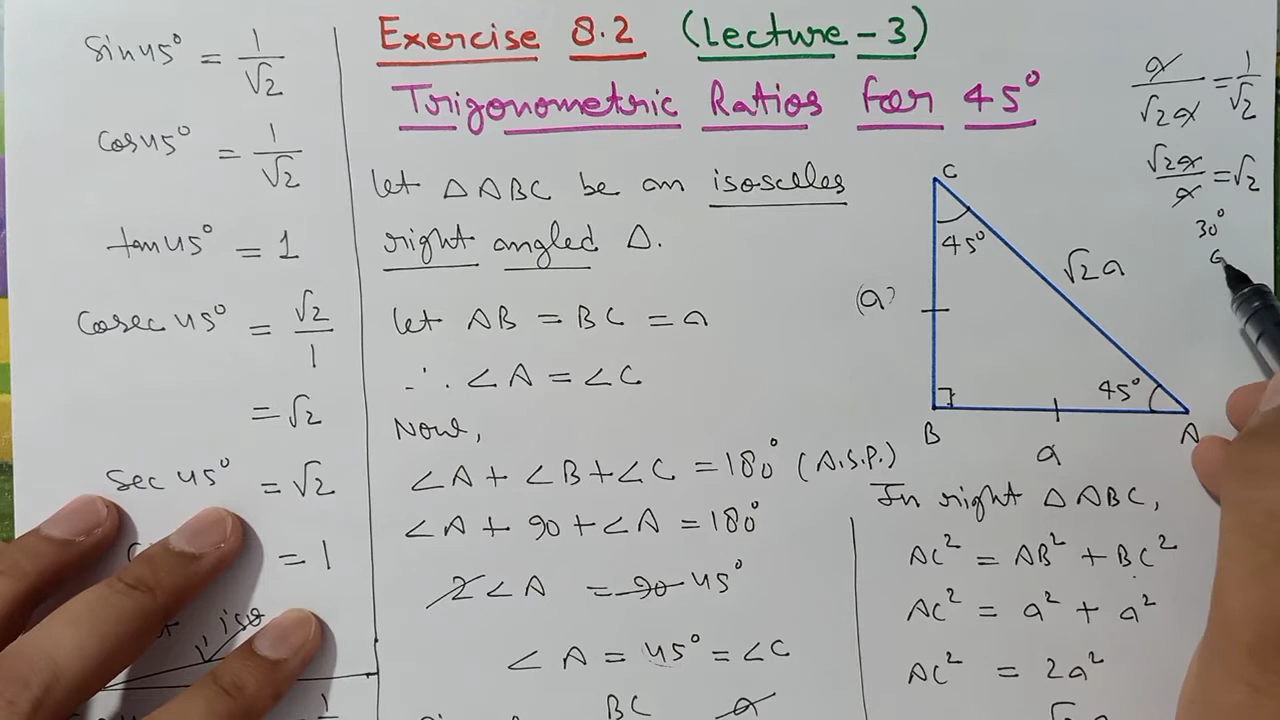 Exercise 8.2 (Lecture - 3)
Trigonometric Ratios for 45°
sin45° = 1/√2
cos45° = 1/√2
tan45° = 1
cosec 45° = √2/1
= √2
sec 45° = √2
= 1
let △ABC be an isosceles
right angled △.
let AB = BC = a
∴ ∠A = ∠C
Now,
∠A + ∠B + ∠C = 180° (A.S.P.)
∠A + 90 + ∠A = 180°
2∠A = 90 45°
∠A = 45° = ∠C
BC a
a/√2a = 1/√2
√2a/a = √2
30°
C
45°
(a)
√2a
45°
B
A
a
In right △ABC,
AC² = AB² + BC²
AC² = a² + a²
AC² = 2a²